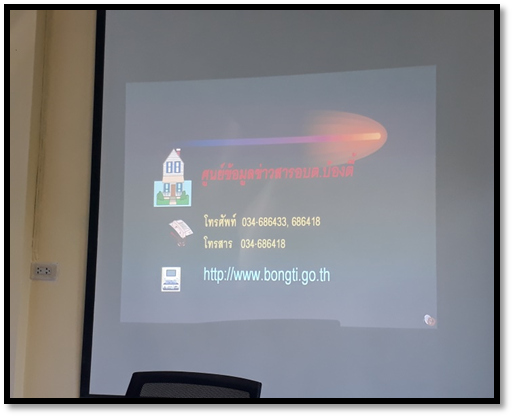 ศูนย์ข้อมูลข่าวสารอบต.บ้องตี้
โทรศัพท์ 034-686433, 686418
โทรสาร 034-686418
http://www.bongti.go.th